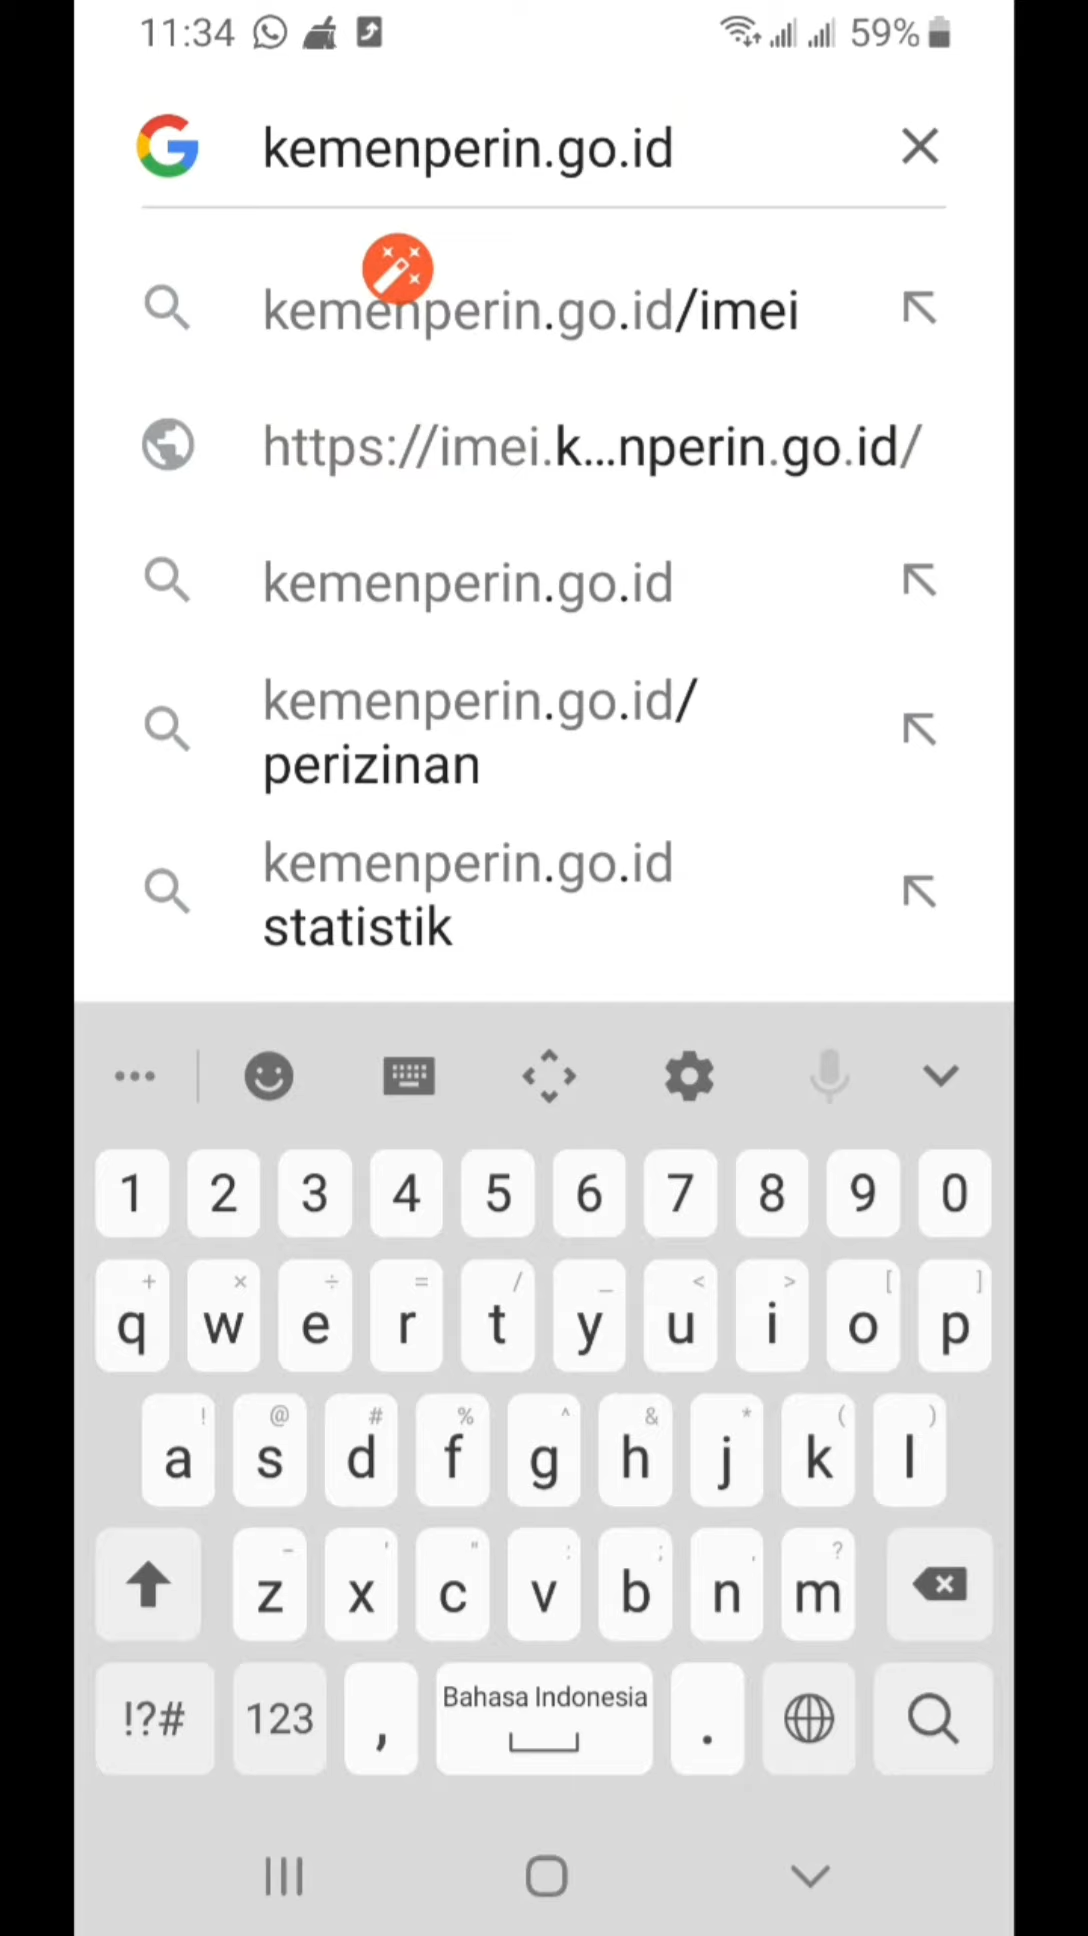 11:34 59%
kemenperin.go.id
kemenperin.go.id/imei
https://imei.k...nperin.go.id/
kemenperin.go.id
kemenperin.go.id/
perizinan
kemenperin.go.id
statistik
1 2 3 4 5 6 7 8 9 0
+ × ÷ = / _ < > [ ]
q w e r t y u i o p
! @ # % ^ & * ( )
a s d f g h j k l
- ' " : ; , ?
z x c v b n m
!?# 123 , Bahasa Indonesia .